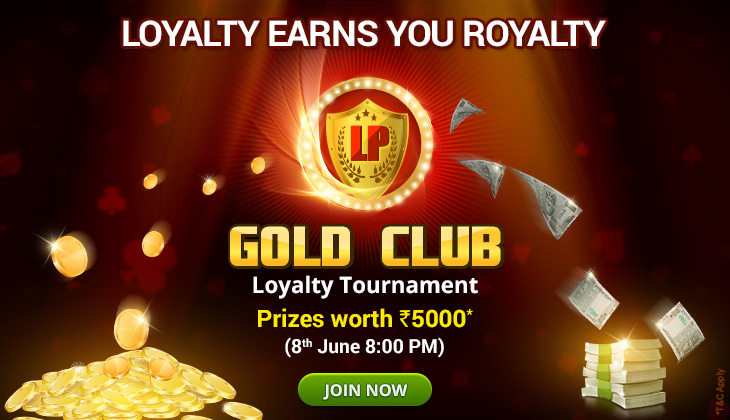 LOYALTY EARNS YOU ROYALTY
LP
GOLD CLUB
Loyalty Tournament
Prizes worth ₹5000*
(8th June 8:00 PM)
JOIN NOW
*T&C Apply